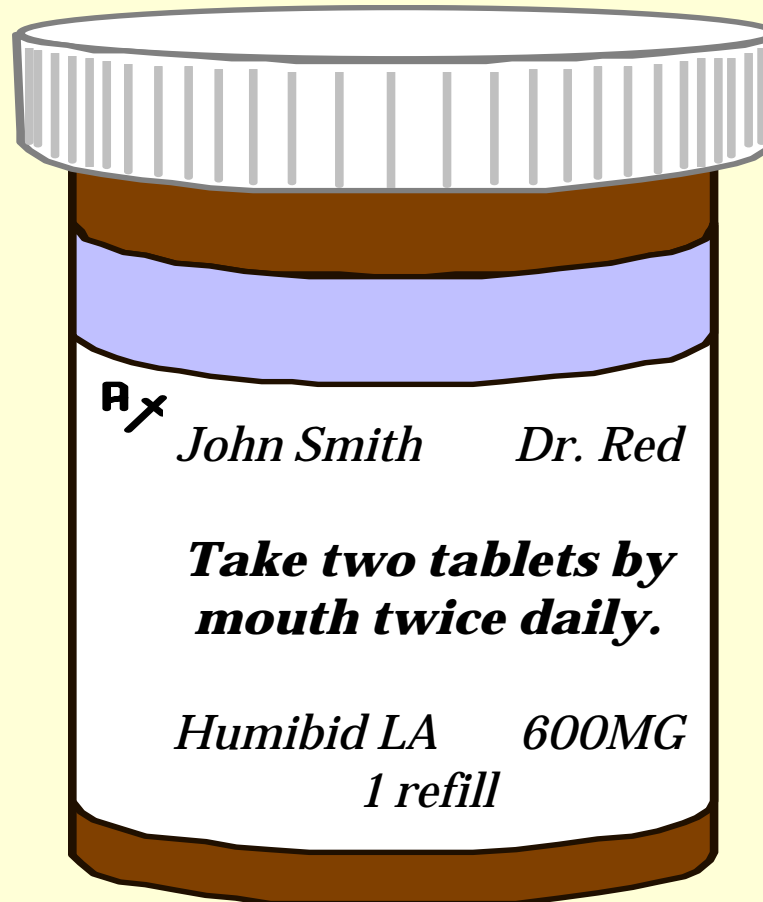 Rx
John Smith Dr. Red
Take two tablets by
mouth twice daily.
Humibid LA 600MG
1 refill